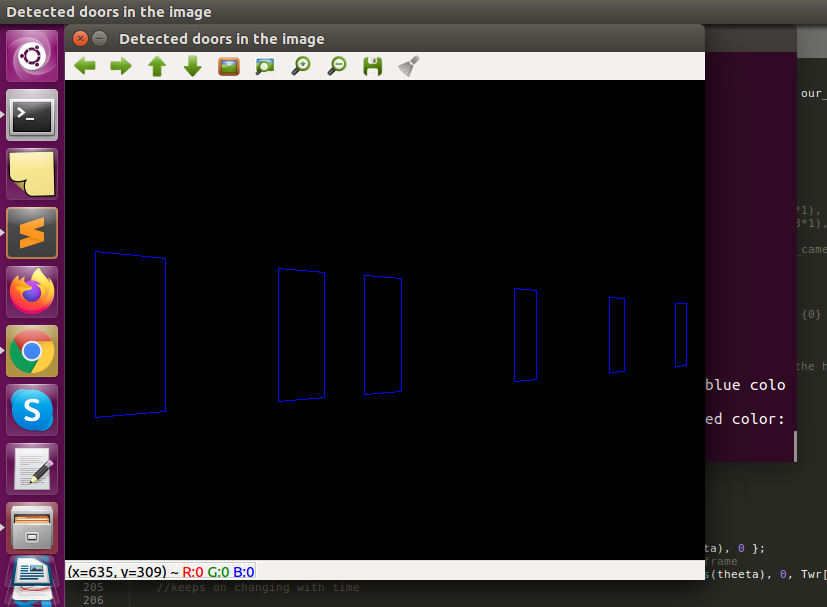 Detected doors in the image
Detected doors in the image
our_
*1),
3*1),
_came
{0}
the h
blue colo
ed color:
ta), 0 };
frame
s(theeta), 0, Twr[
(x=635, y=309) ~ R:0 G:0 B:0
205 //keeps on changing with time
206